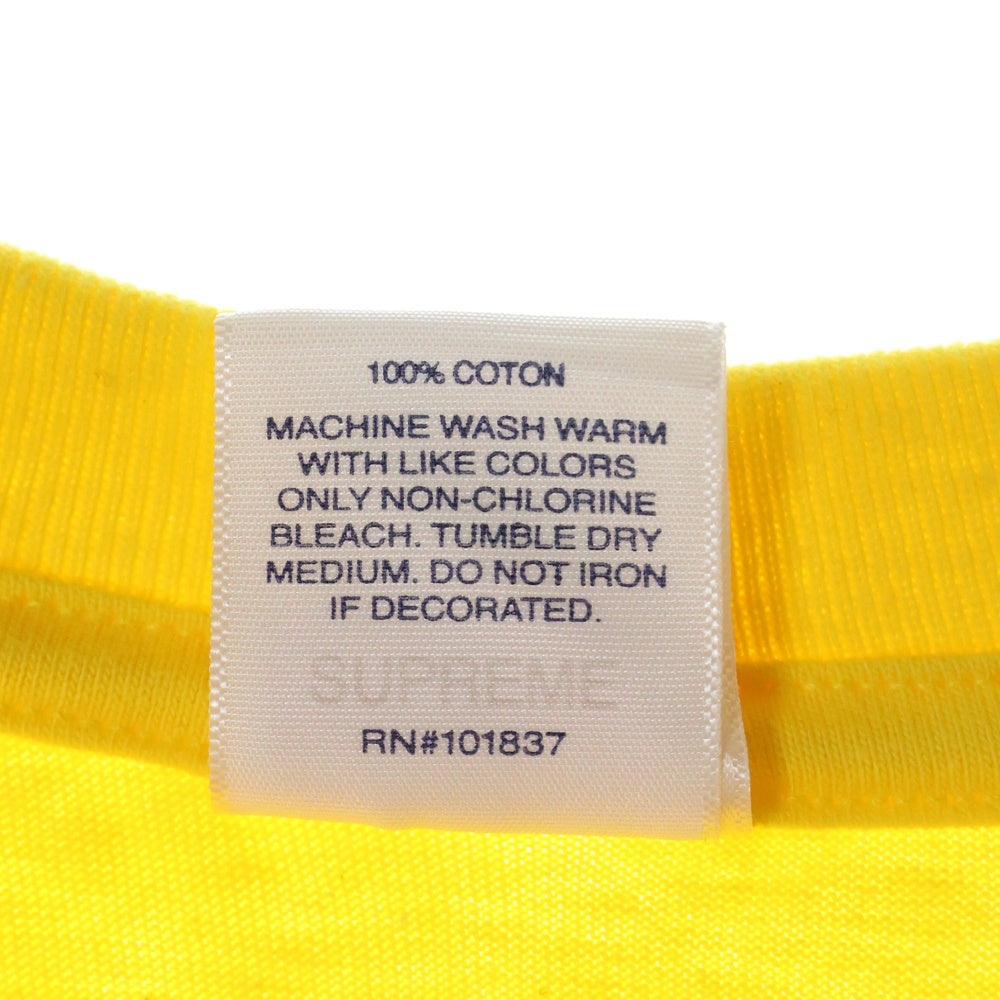 100% COTON
MACHINE WASH WARM
WITH LIKE COLORS
ONLY NON-CHLORINE
BLEACH. TUMBLE DRY
MEDIUM. DO NOT IRON
IF DECORATED.
SUPREME
RN#101837